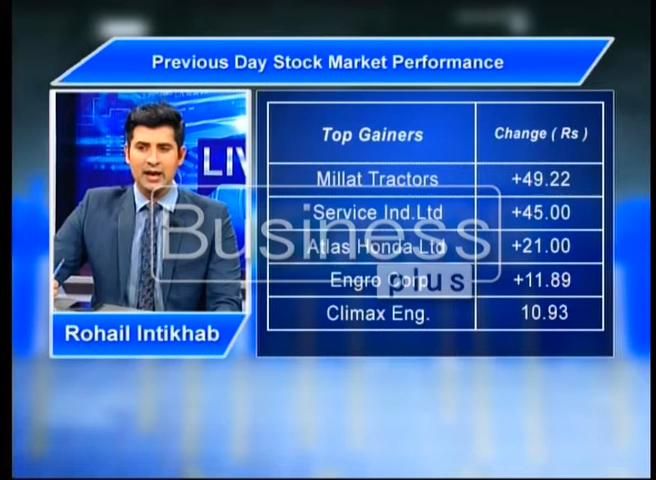 Previous Day Stock Market Performance
LIV
Top Gainers Change ( Rs )
Millat Tractors +49.22
Service Ind.Ltd +45.00
Atlas Honda Ltd +21.00
Engro Corp. +11.89
Climax Eng. 10.93
Business
plus
Rohail Intikhab